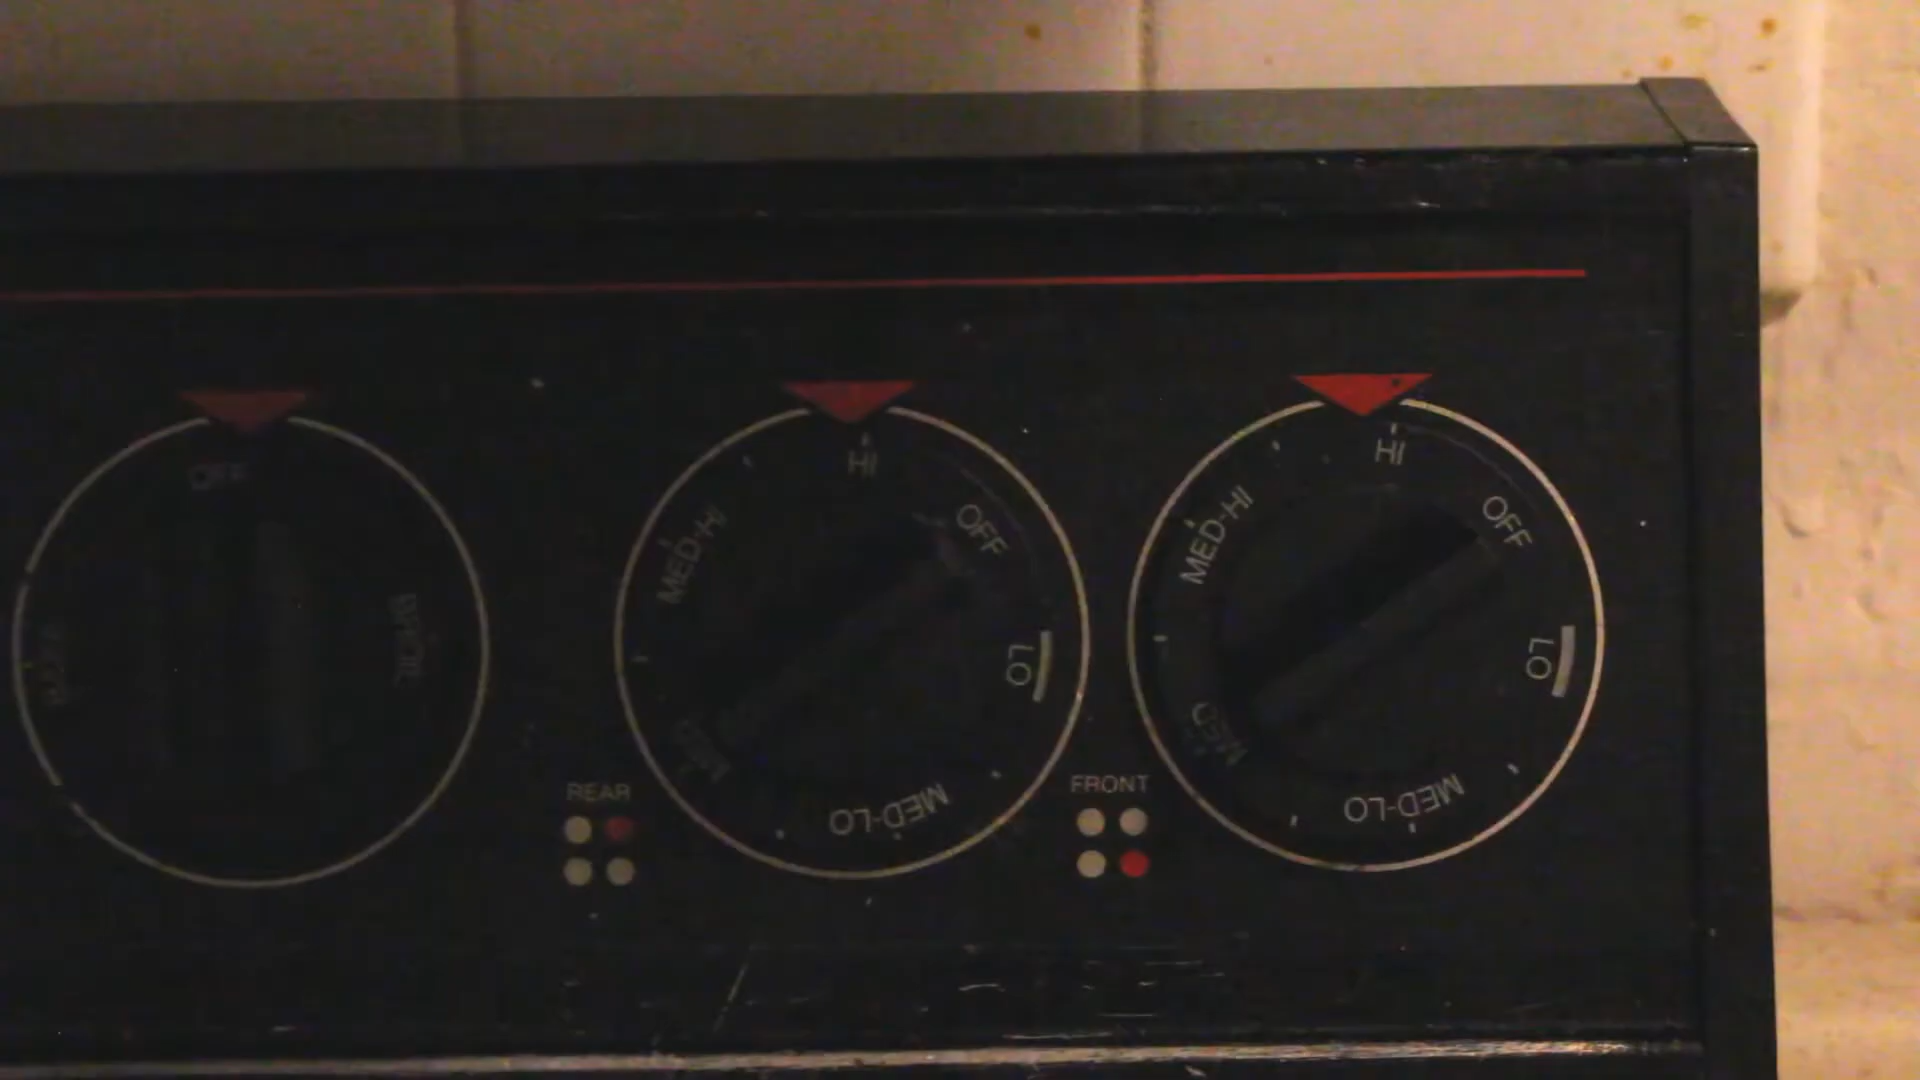 OFF
BROIL
BAKE
HI
OFF
LO
MED-LO
MED
MED-HI
REAR
HI
OFF
LO
MED-LO
MED
MED-HI
FRONT